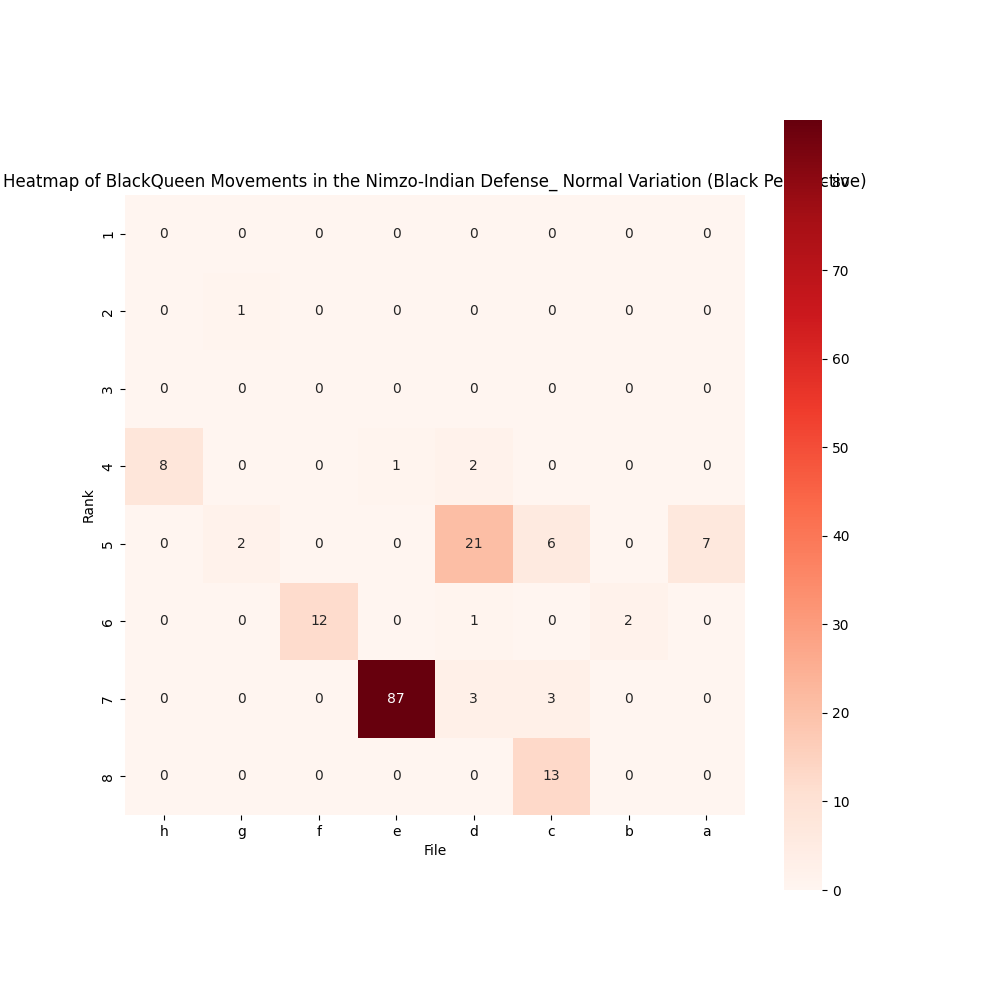 Heatmap of BlackQueen Movements in the Nimzo-Indian Defense_ Normal Variation (Black Pe ctive)
80
1 0 0 0 0 0 0 0 0
70
2 0 1 0 0 0 0 0 0
60
3 0 0 0 0 0 0 0 0
50
4 8 0 0 1 2 0 0 0
Rank
40
5 0 2 0 0 21 6 0 7
30
6 0 0 12 0 1 0 2 0
20
7 0 0 0 87 3 3 0 0
10
8 0 0 0 0 0 13 0 0
h g f e d c b a
File
0